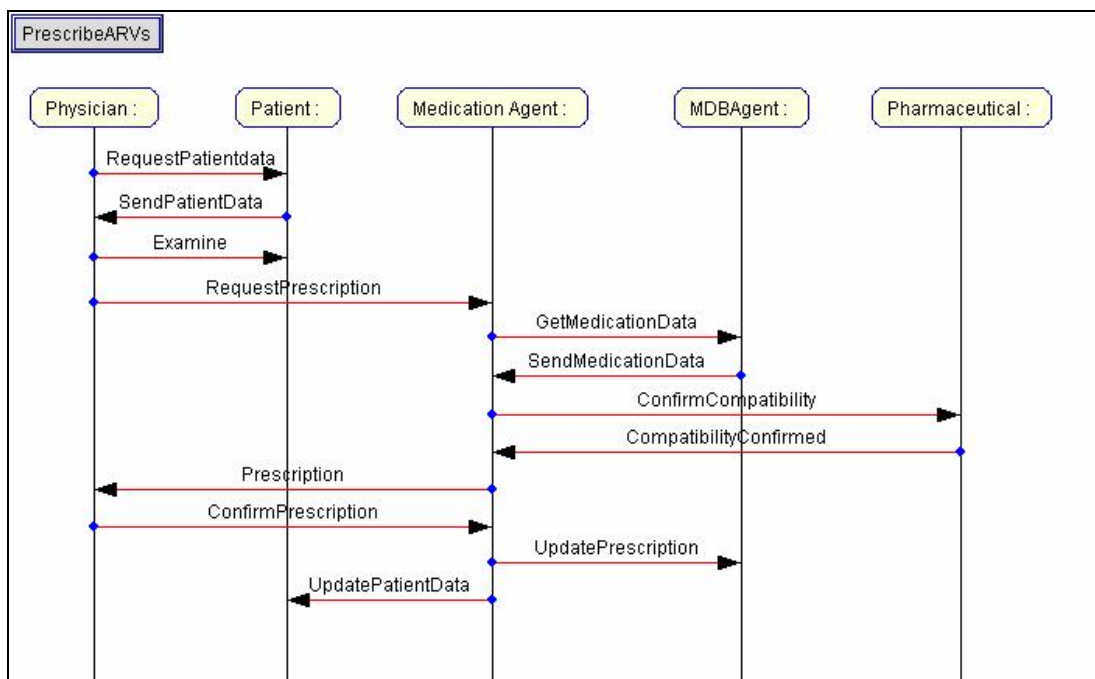 PrescribeARVs
Physician :
Patient :
Medication Agent :
MDBAgent :
Pharmaceutical :
RequestPatientdata
SendPatientData
Examine
RequestPrescription
GetMedicationData
SendMedicationData
ConfirmCompatibility
CompatibilityConfirmed
Prescription
ConfirmPrescription
UpdatePrescription
UpdatePatientData